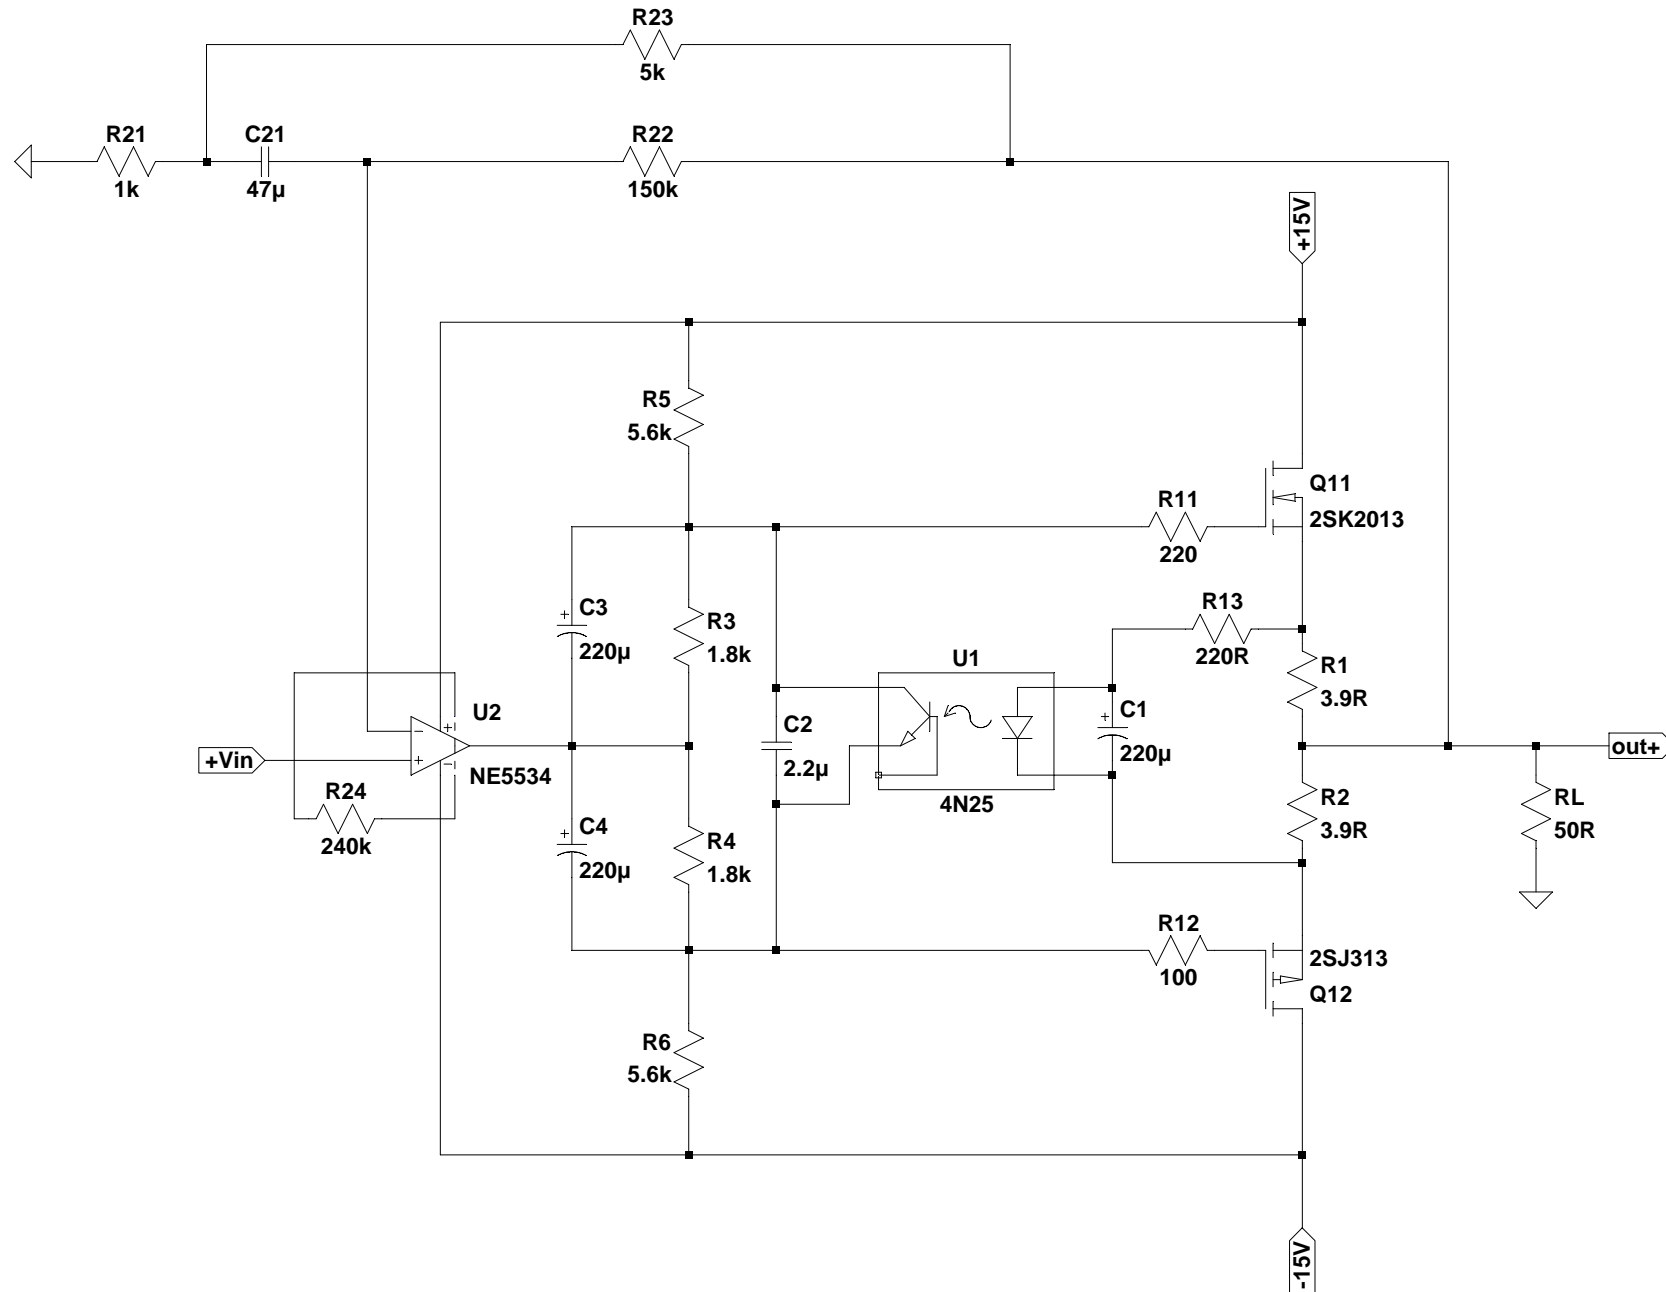 R23
5k
R21
1k
C21
47µ
R22
150k
+15V
R5
5.6k
Q11
2SK2013
R11
220
C3
220µ
R3
1.8k
R13
220R
U1
R1
3.9R
U2
+
−
−
+
NE5534
+Vin
R24
240k
C2
2.2µ
C1
220µ
4N25
out+
R2
3.9R
RL
50R
C4
220µ
R4
1.8k
R12
100
2SJ313
Q12
R6
5.6k
-15V